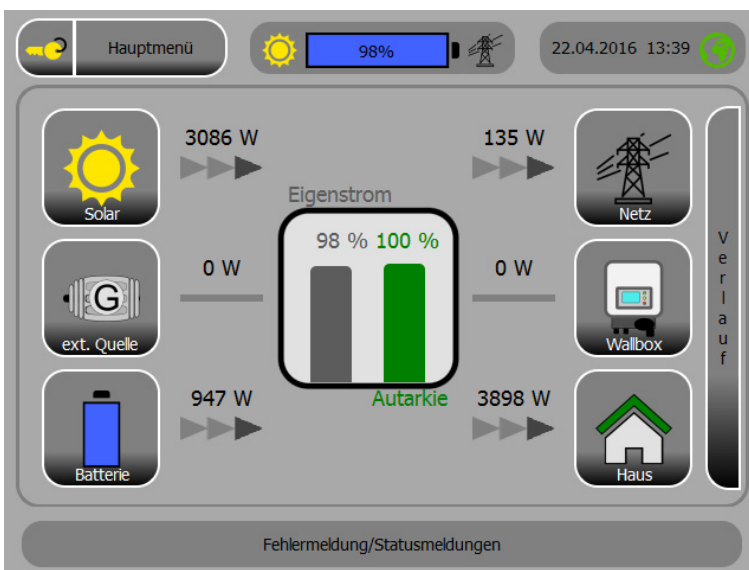 Hauptmenü
98%
22.04.2016 13:39
3086 W
135 W
Solar
Netz
Eigenstrom
98 % 100 %
0 W
0 W
G
ext. Quelle
Wallbox
Verlauf
947 W
Autarkie
3898 W
Batterie
Haus
Fehlermeldung/Statusmeldungen